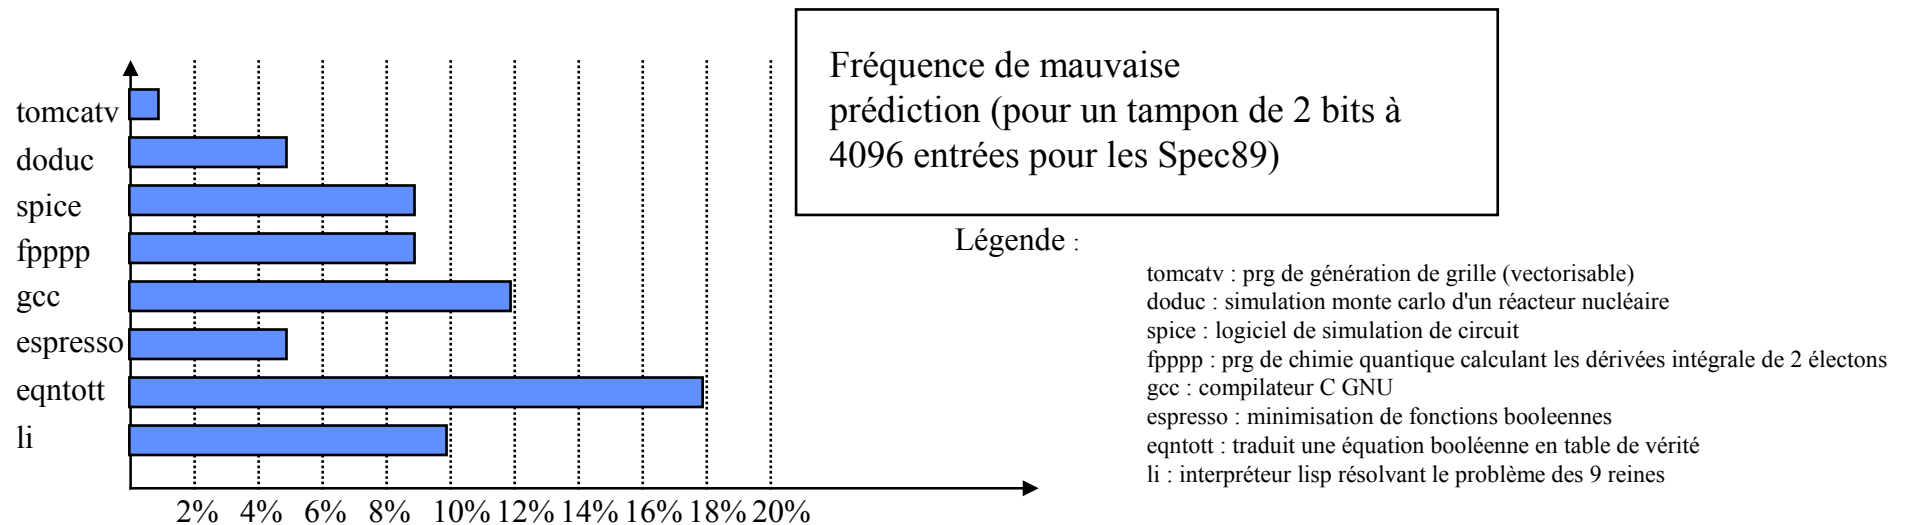 Fréquence de mauvaise
prédiction (pour un tampon de 2 bits à
4096 entrées pour les Spec89)
tomcatv
doduc
spice
fpppp
gcc
espresso
eqntott
li
2% 4% 6% 8% 10% 12% 14% 16% 18% 20%
Légende :
tomcatv : prg de génération de grille (vectorisable)
doduc : simulation monte carlo d'un réacteur nucléaire
spice : logiciel de simulation de circuit
fpppp : prg de chimie quantique calculant les dérivées intégrale de 2 électons
gcc : compilateur C GNU
espresso : minimisation de fonctions booleennes
eqntott : traduit une équation booléenne en table de vérité
li : interpréteur lisp résolvant le problème des 9 reines